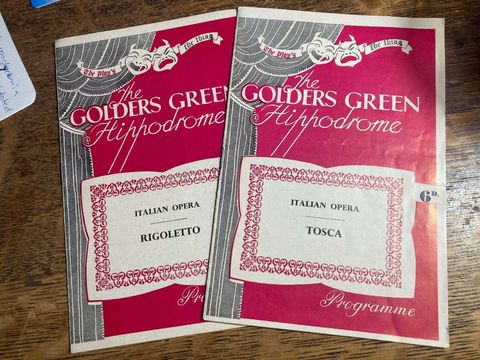 The play's the thing
The
GOLDERS GREEN
Hippodrome
ITALIAN OPERA
RIGOLETTO
The play's the thing
The
GOLDERS GREEN
Hippodrome
6D.
ITALIAN OPERA
TOSCA
Programme